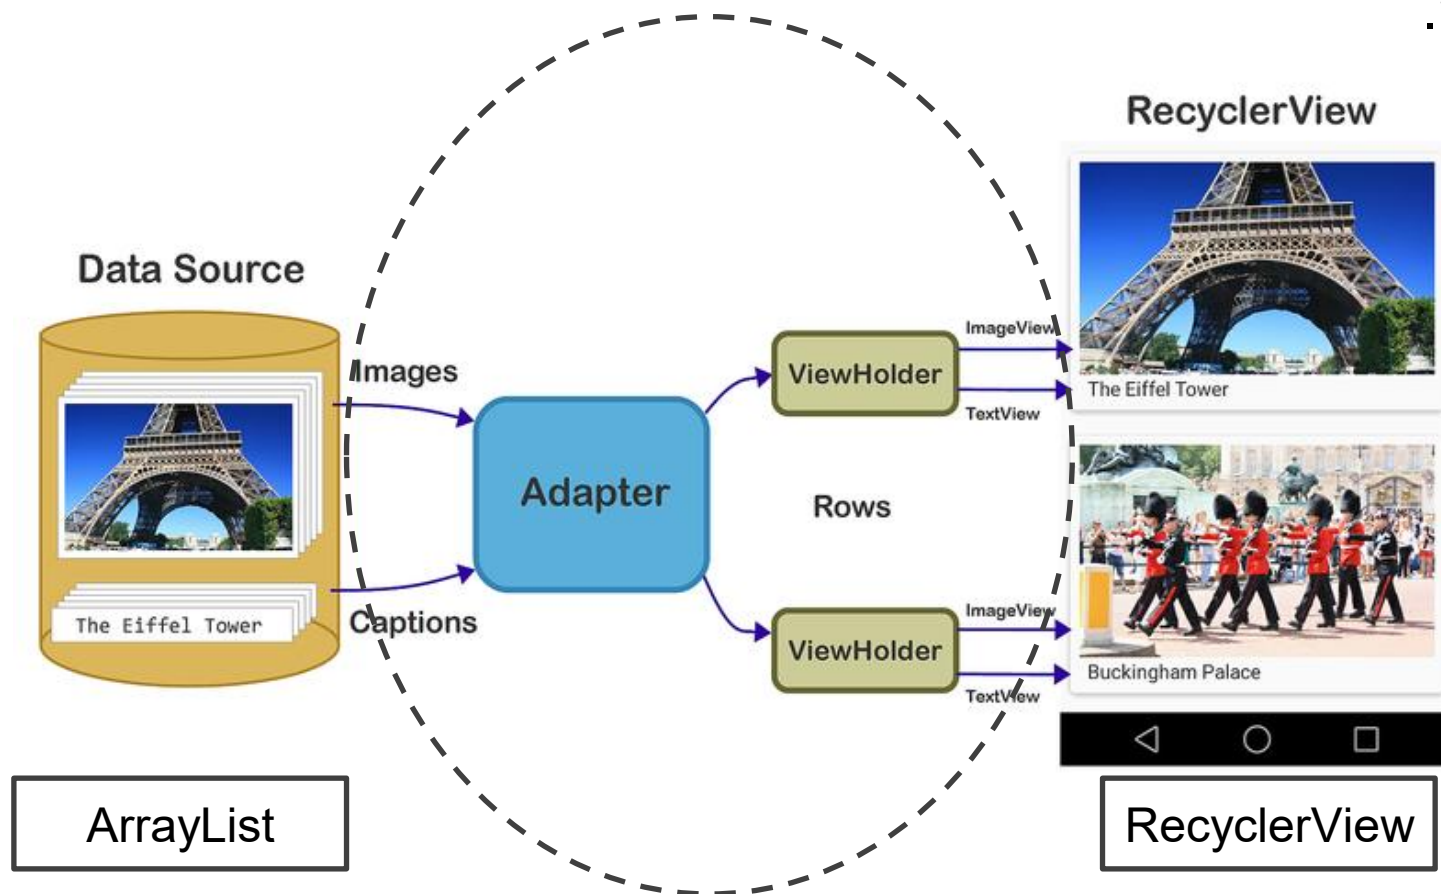 RecyclerView
Data Source
Images
Captions
The Eiffel Tower
Adapter
ViewHolder
ImageView
TextView
Rows
ViewHolder
ImageView
TextView
The Eiffel Tower
Buckingham Palace
ArrayList
RecyclerView